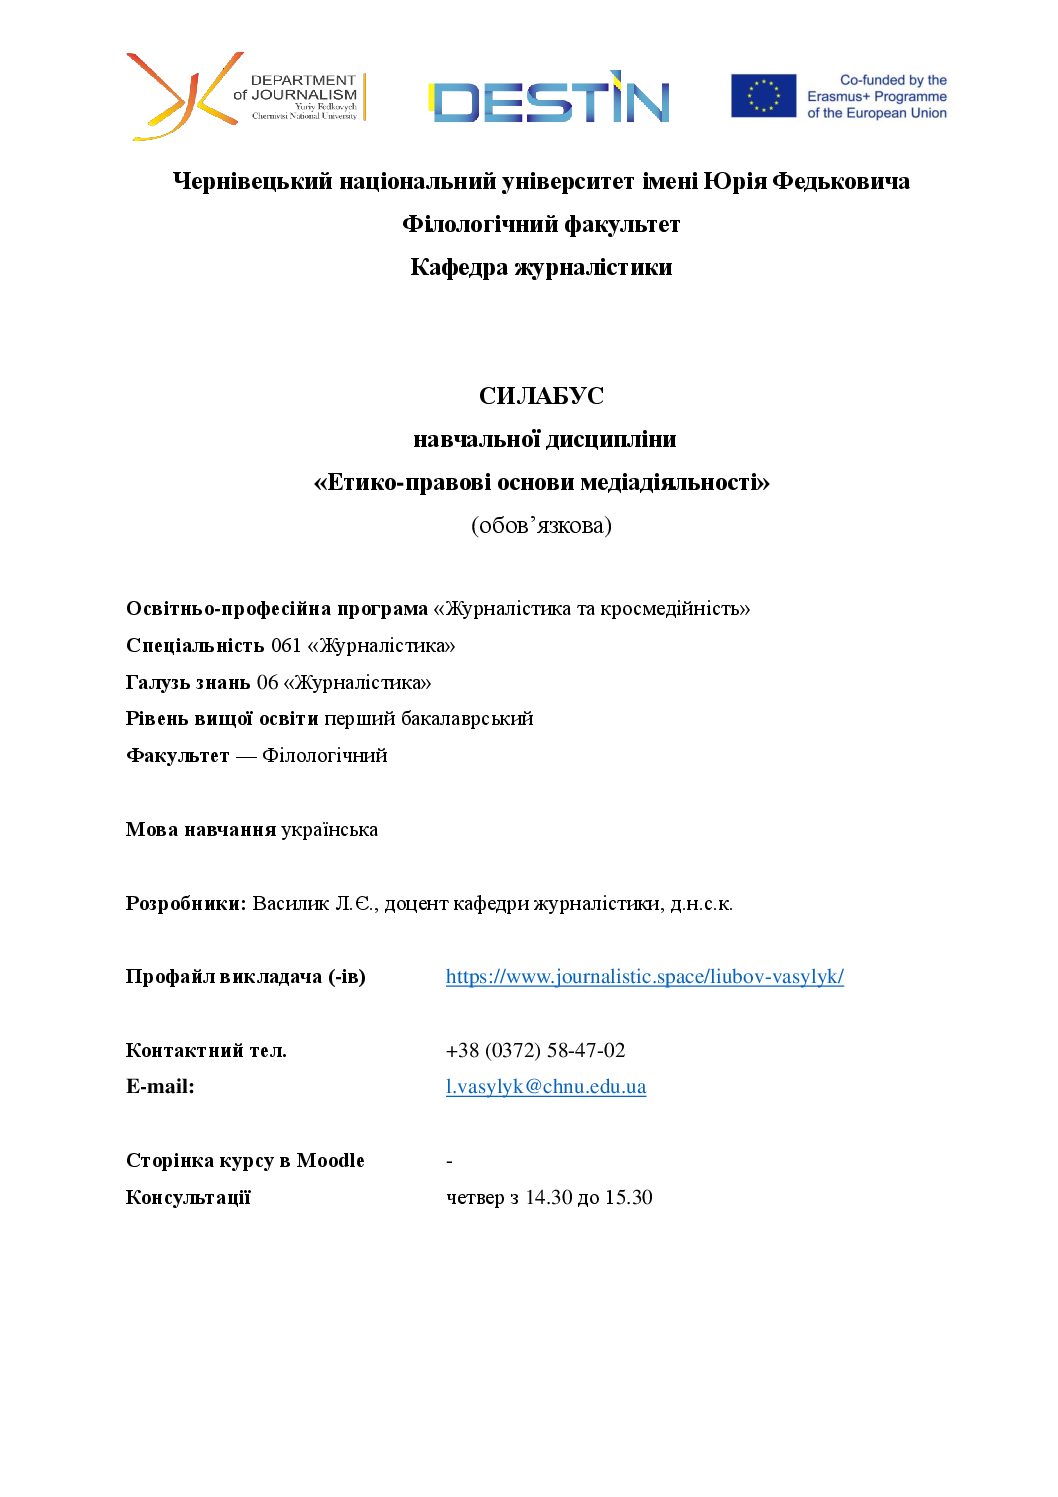 DEPARTMENT
of JOURNALISM
Yuriy Fedkovych
Chernivtsi National University
DESTIN
Co-funded by the
Erasmus+ Programme
of the European Union
Чернівецький національний університет імені Юрія Федьковича
Філологічний факультет
Кафедра журналістики
СИЛАБУС
навчальної дисципліни
«Етико-правові основи медіадіяльності»
(обов’язкова)
Освітньо-професійна програма «Журналістика та кросмедійність»
Спеціальність 061 «Журналістика»
Галузь знань 06 «Журналістика»
Рівень вищої освіти перший бакалаврський
Факультет — Філологічний
Мова навчання українська
Розробники: Василик Л.Є., доцент кафедри журналістики, д.н.с.к.
Профайл викладача (-ів) https://www.journalistic.space/liubov-vasylyk/
Контактний тел. +38 (0372) 58-47-02
E-mail: l.vasylyk@chnu.edu.ua
Сторінка курсу в Moodle -
Консультації четвер з 14.30 до 15.30